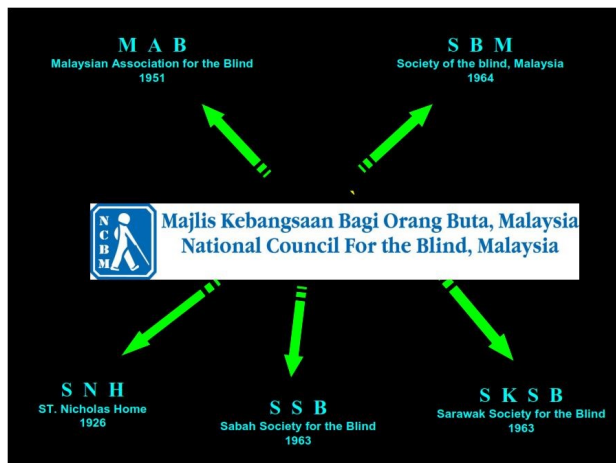 M A B
Malaysian Association for the Blind
1951
S B M
Society of the blind, Malaysia
1964
N
C
B
M
Majlis Kebangsaan Bagi Orang Buta, Malaysia
National Council For the Blind, Malaysia
S N H
ST. Nicholas Home
1926
S S B
Sabah Society for the Blind
1963
S K S B
Sarawak Society for the Blind
1963